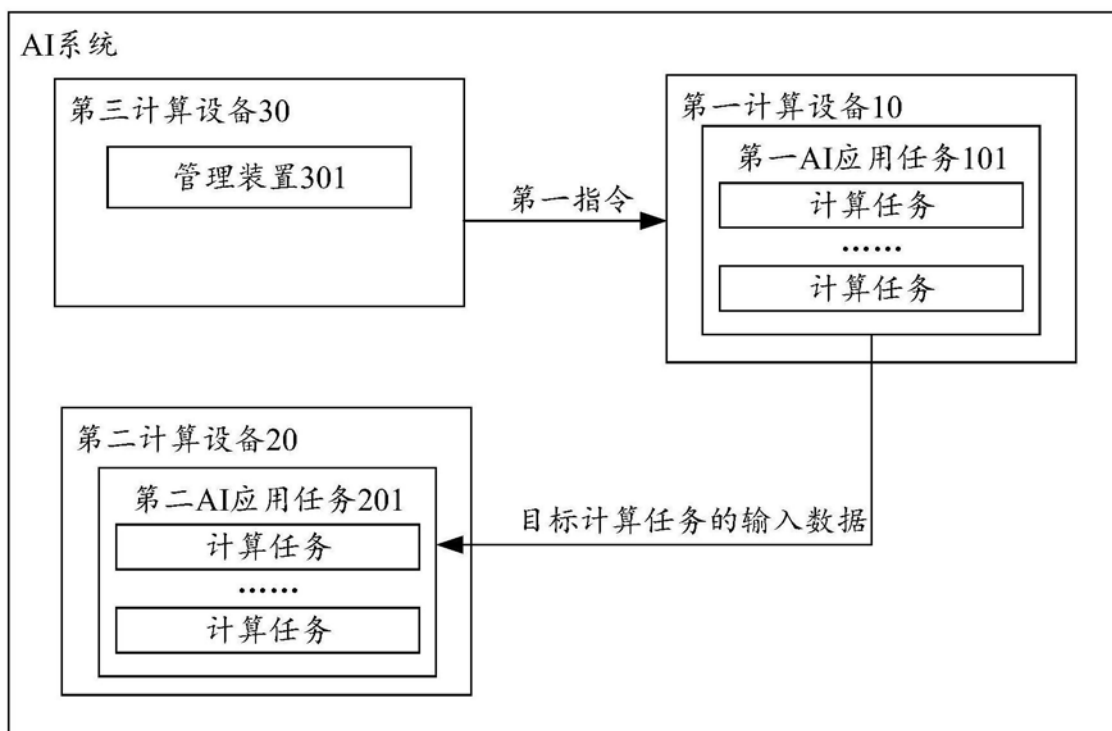 AI系统
第三计算设备30
管理装置301
第一指令
第一计算设备10
第一AI应用任务101
计算任务
……
计算任务
第二计算设备20
第二AI应用任务201
计算任务
……
计算任务
目标计算任务的输入数据